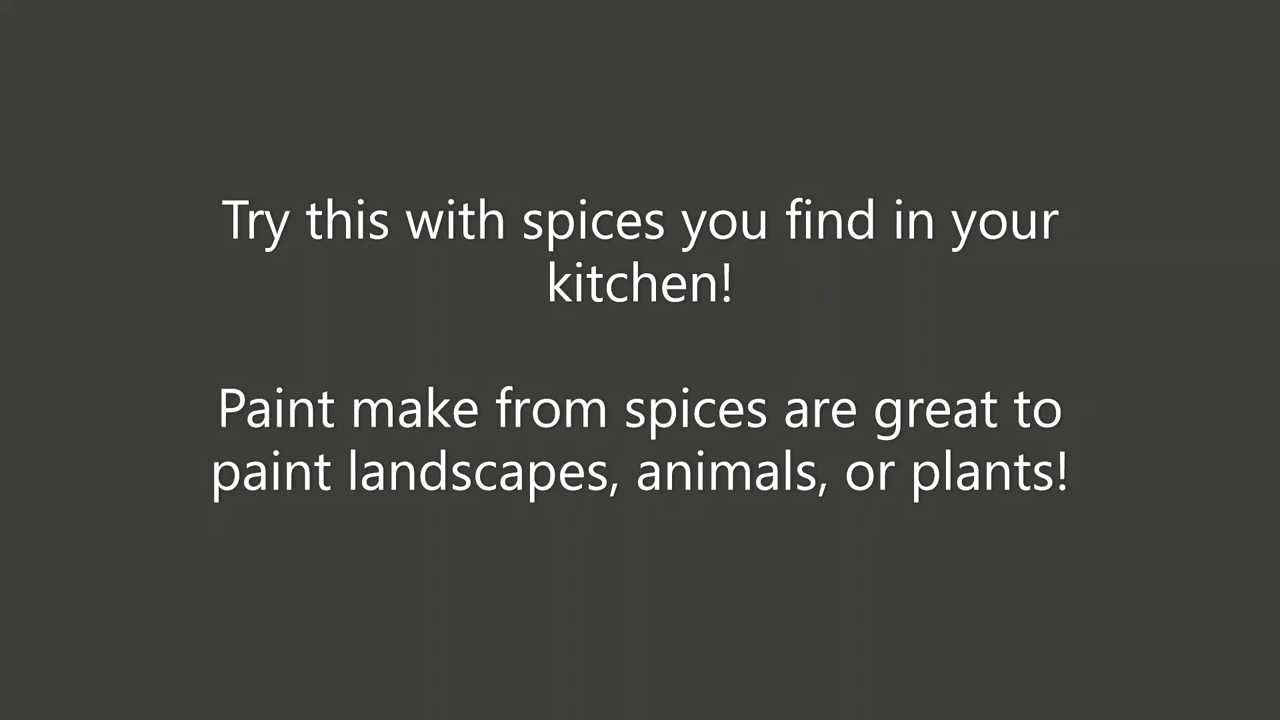 Try this with spices you find in your
kitchen!
Paint make from spices are great to
paint landscapes, animals, or plants!